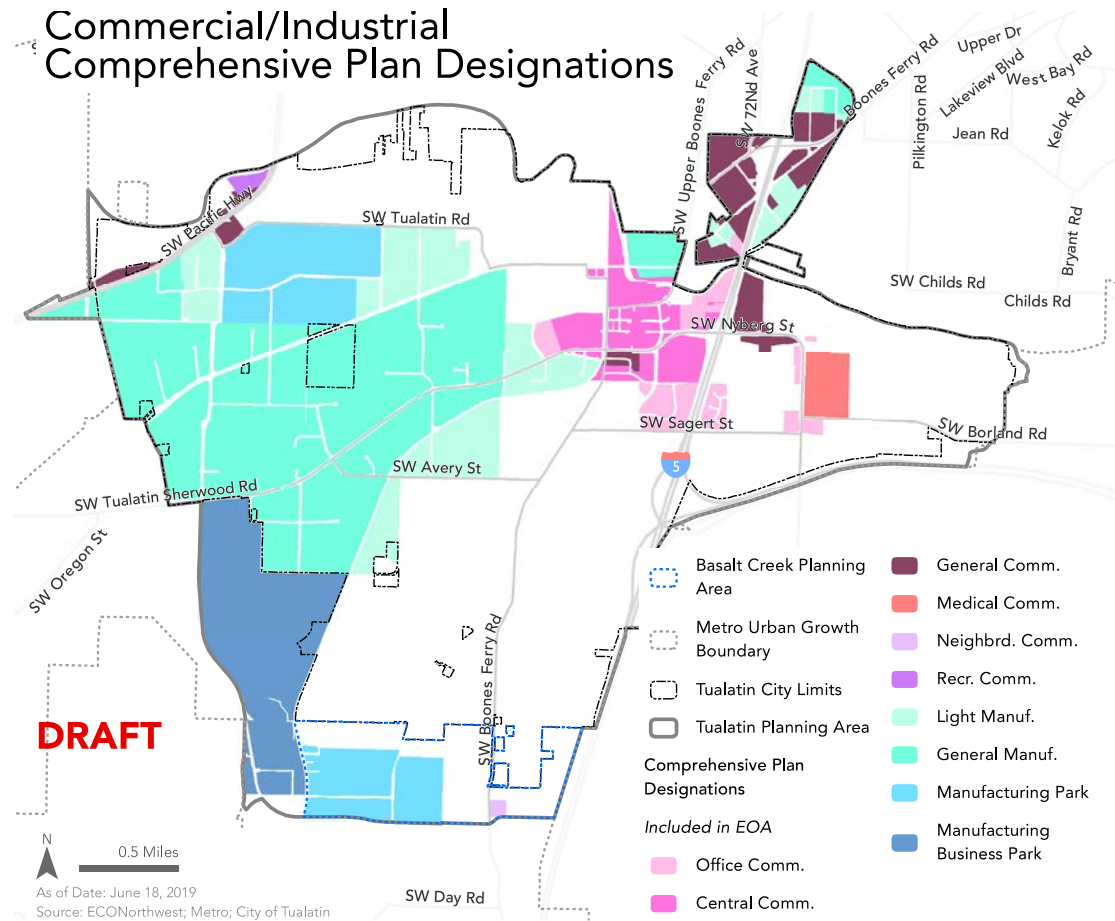 Commercial/Industrial
Comprehensive Plan Designations
SW Upper Boones Ferry Rd
SW 72Nd Ave
Boones Ferry Rd
Upper Dr
Lakeview Blvd
West Bay Rd
Pilkington Rd
Jean Rd
Kelok Rd
Bryant Rd
SW Pacific Hwy
SW Tualatin Rd
SW Childs Rd
Childs Rd
SW Nyberg St
SW Sagert St
SW Borland Rd
SW Avery St
5
SW Tualatin Sherwood Rd
SW Oregon St
SW Boones Ferry Rd
SW Day Rd
DRAFT
N
0.5 Miles
As of Date: June 18, 2019
Source: ECONorthwest; Metro; City of Tualatin
Basalt Creek Planning
Area
Metro Urban Growth
Boundary
Tualatin City Limits
Tualatin Planning Area
Comprehensive Plan
Designations
Included in EOA
Office Comm.
Central Comm.
General Comm.
Medical Comm.
Neighbrd. Comm.
Recr. Comm.
Light Manuf.
General Manuf.
Manufacturing Park
Manufacturing
Business Park